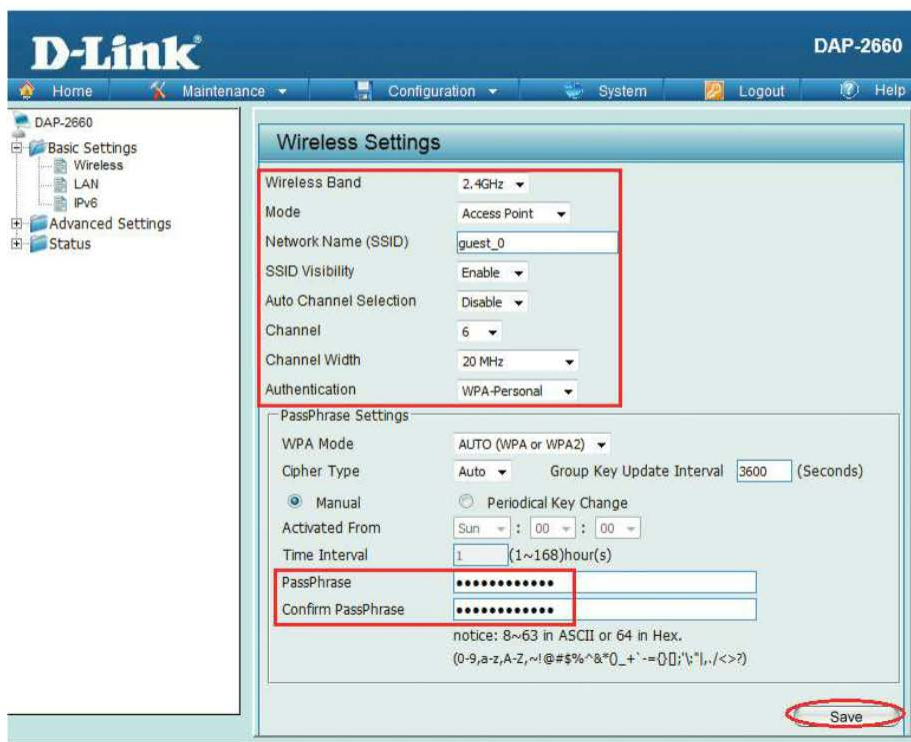 D-Link®
DAP-2660
Home Maintenance Configuration System Logout Help
DAP-2660
Basic Settings
Wireless
LAN
IPv6
Advanced Settings
Status
Wireless Settings
Wireless Band 2.4GHz
Mode Access Point
Network Name (SSID) guest_0
SSID Visibility Enable
Auto Channel Selection Disable
Channel 6
Channel Width 20 MHz
Authentication WPA-Personal
PassPhrase Settings
WPA Mode AUTO (WPA or WPA2)
Cipher Type Auto Group Key Update Interval 3600 (Seconds)
Manual Periodical Key Change
Activated From Sun : 00 : 00
Time Interval 1 (1~168)hour(s)
PassPhrase ••••••••••••
Confirm PassPhrase ••••••••••••
notice: 8~63 in ASCII or 64 in Hex.
(0-9,a-z,A-Z,~!@#$%^&*()_+`-={}[];'\:"|,./<>?)
Save